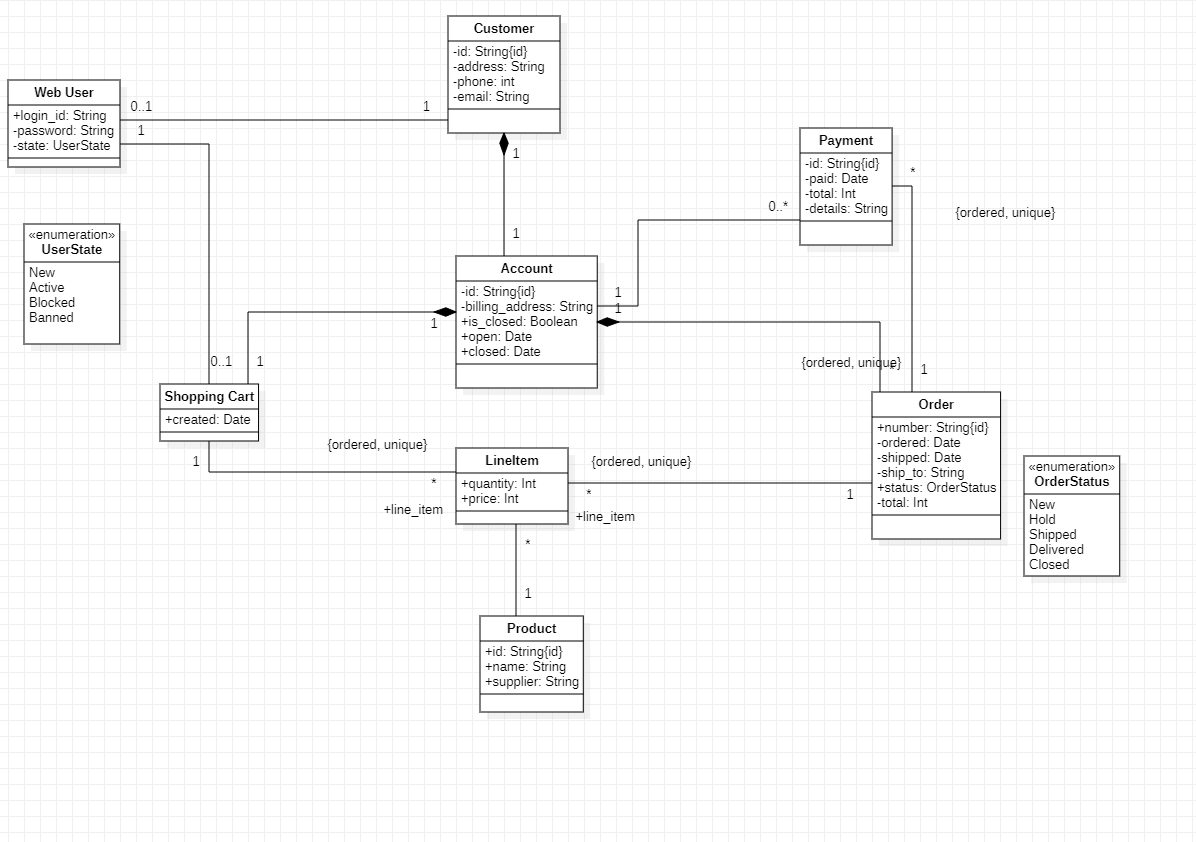 Customer
-id: String{id}
-address: String
-phone: int
-email: String
Web User
+login_id: String
-password: String
-state: UserState
0..1
1
1
1
1
Payment
-id: String{id}
-paid: Date
-total: Int
-details: String
*
{ordered, unique}
0..*
«enumeration»
UserState
New
Active
Blocked
Banned
Account
-id: String{id}
-billing_address: String
+is_closed: Boolean
+open: Date
+closed: Date
1
1
1
0..1
1
{ordered, unique}
*
1
Shopping Cart
+created: Date
Order
+number: String{id}
-ordered: Date
-shipped: Date
-ship_to: String
+status: OrderStatus
-total: Int
1
{ordered, unique}
*
+line_item
LineItem
+quantity: Int
+price: Int
{ordered, unique}
*
+line_item
1
«enumeration»
OrderStatus
New
Hold
Shipped
Delivered
Closed
*
1
Product
+id: String{id}
+name: String
+supplier: String